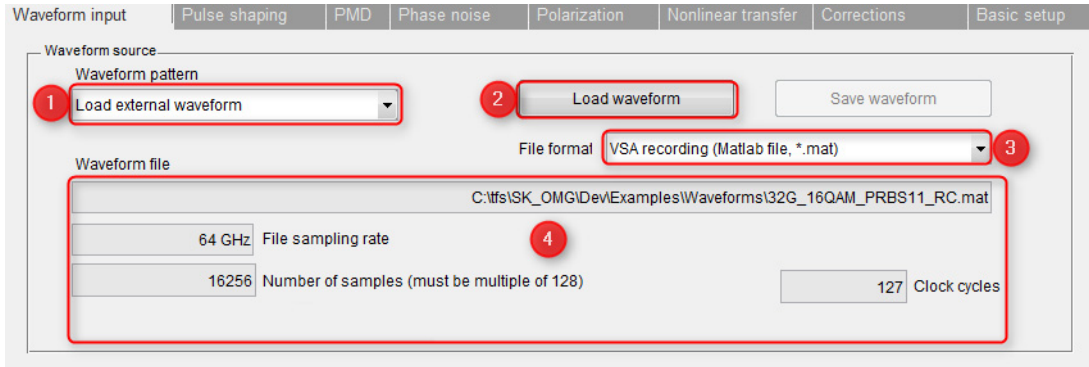 Waveform input Pulse shaping PMD Phase noise Polarization Nonlinear transfer Corrections Basic setup
Waveform source
Waveform pattern
1 Load external waveform 2 Load waveform Save waveform
File format VSA recording (Matlab file, *.mat) 3
Waveform file
C:\tfs\SK_OMG\Dev\Examples\Waveforms\32G_16QAM_PRBS11_RC.mat
64 GHz File sampling rate 4
16256 Number of samples (must be multiple of 128) 127 Clock cycles